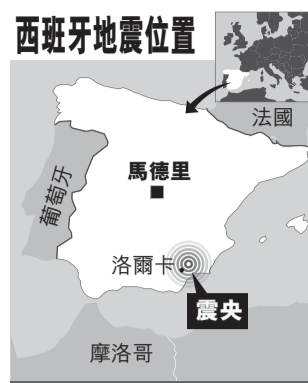 西班牙地震位置
法國
馬德里
葡萄牙
洛爾卡
震央
摩洛哥